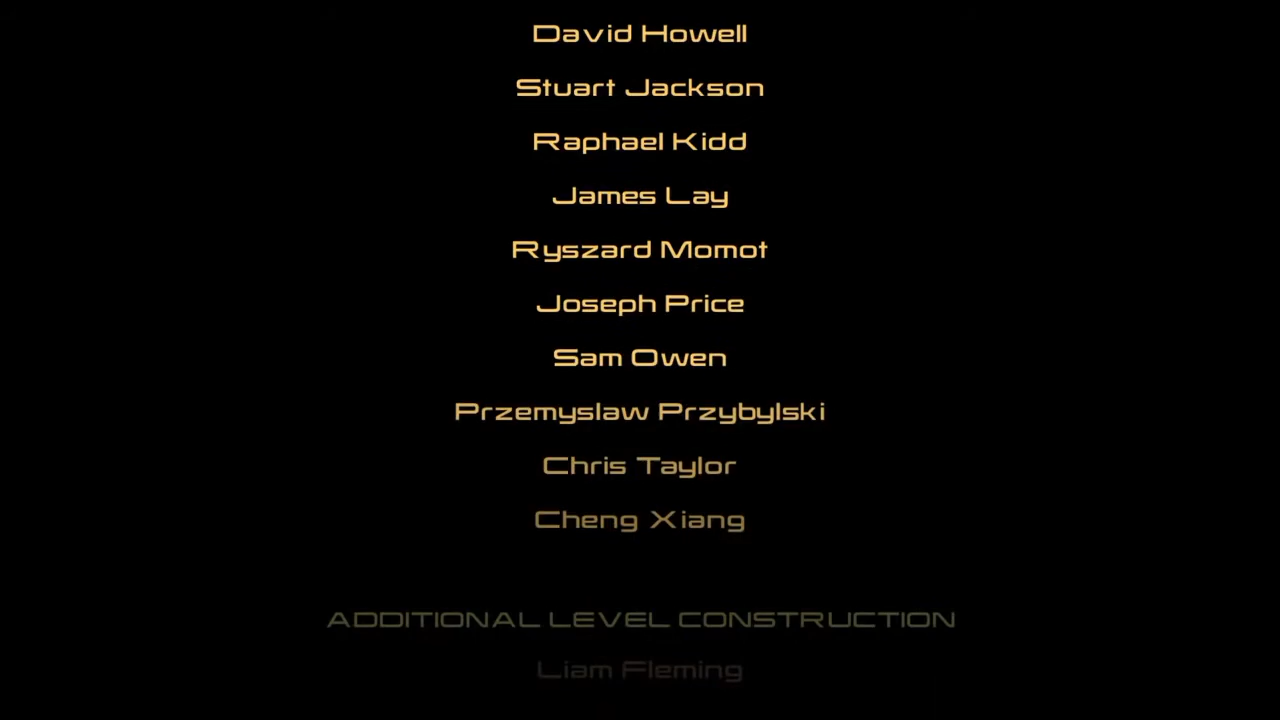 David Howell
Stuart Jackson
Raphael Kidd
James Lay
Ryszard Momot
Joseph Price
Sam Owen
Przemyslaw Przybylski
Chris Taylor
Cheng Xiang
ADDITIONAL LEVEL CONSTRUCTION
Liam Fleming